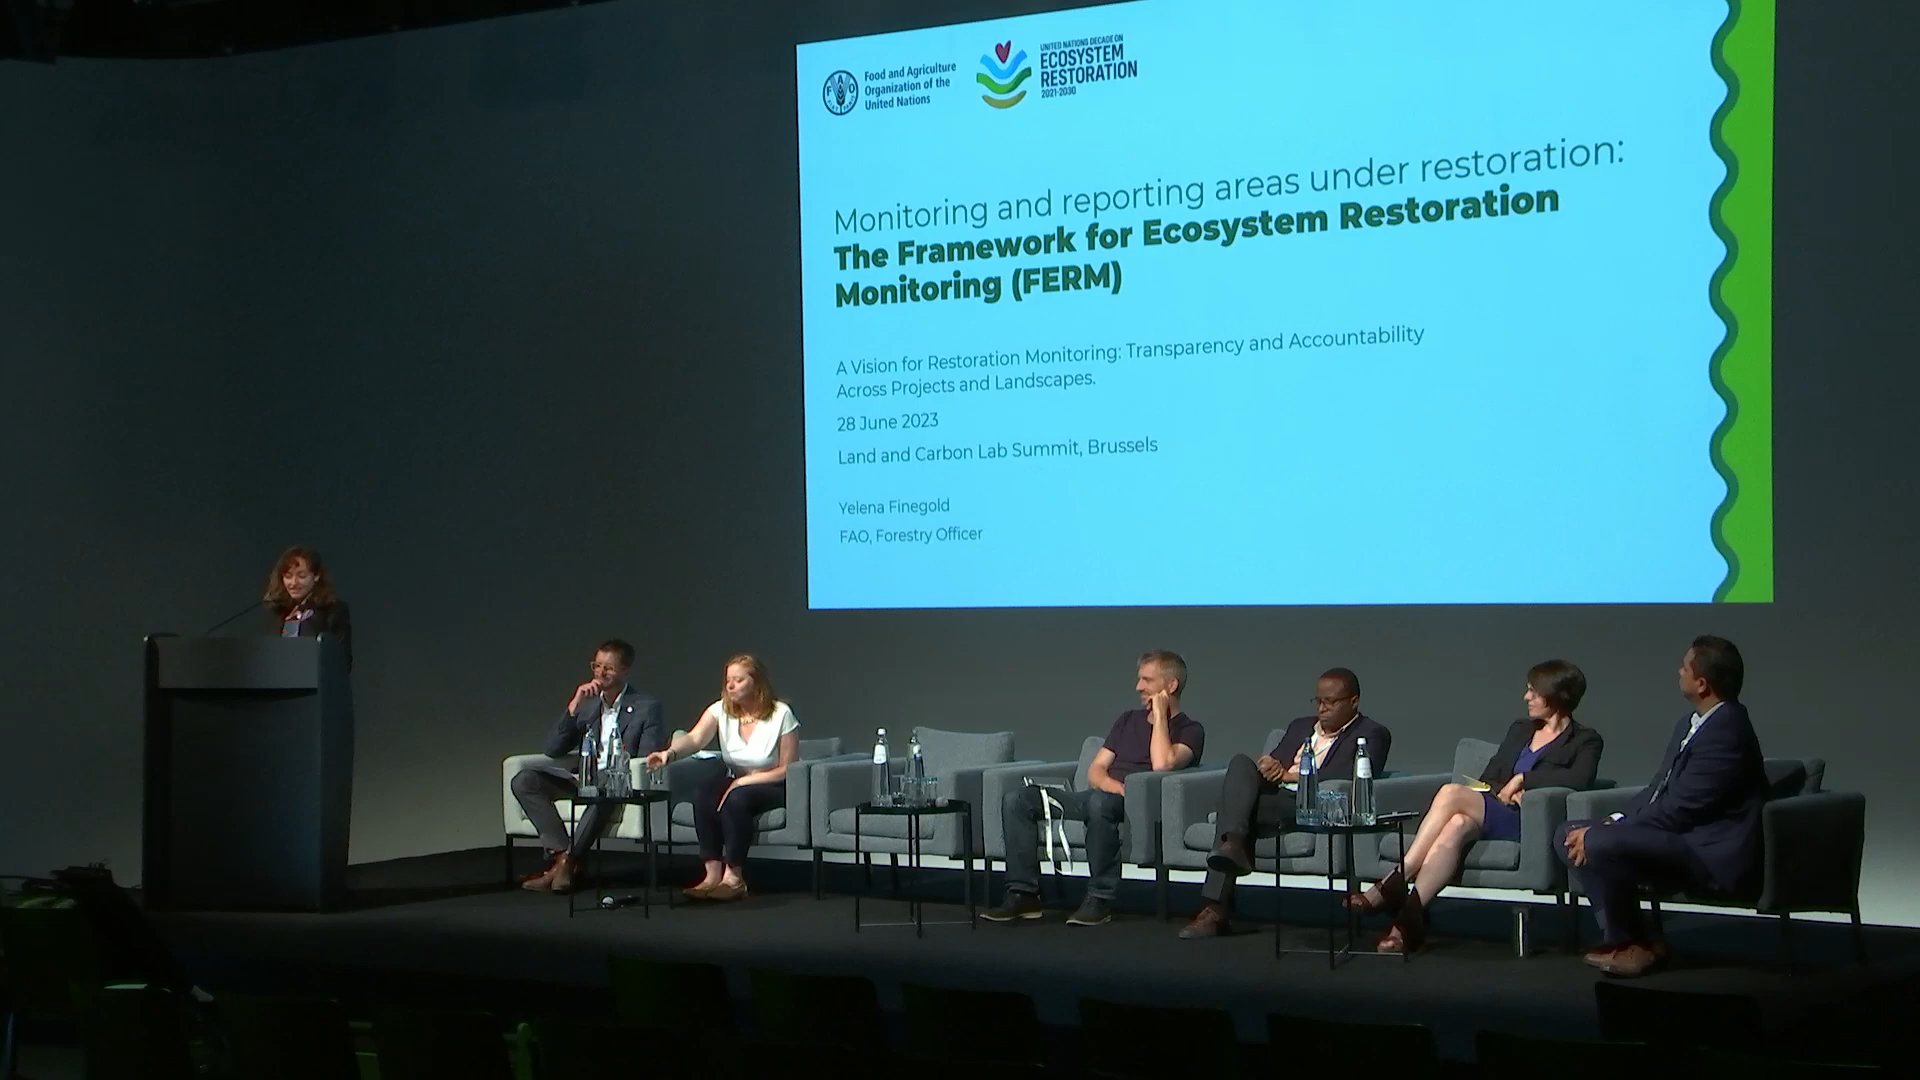 Food and Agriculture
Organization of the
United Nations
UNITED NATIONS DECADE ON
ECOSYSTEM
RESTORATION
2021-2030
Monitoring and reporting areas under restoration:
The Framework for Ecosystem Restoration
Monitoring (FERM)
A Vision for Restoration Monitoring: Transparency and Accountability
Across Projects and Landscapes.
28 June 2023
Land and Carbon Lab Summit, Brussels
Yelena Finegold
FAO, Forestry Officer